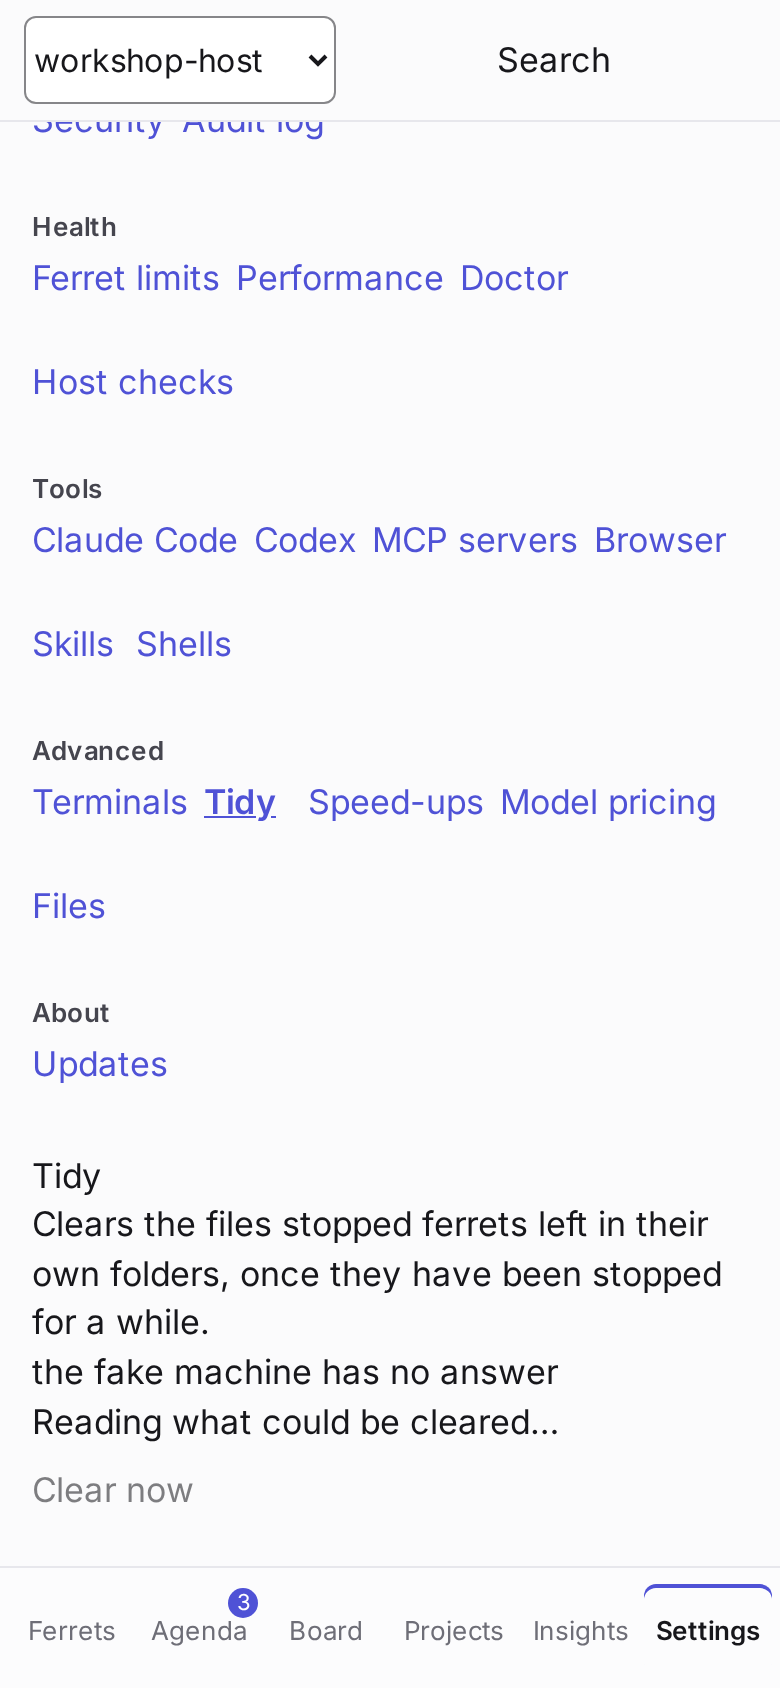 workshop-host
Search
Security Audit log
Health
Ferret limits Performance Doctor
Host checks
Tools
Claude Code Codex MCP servers Browser
Skills Shells
Advanced
Terminals Tidy Speed-ups Model pricing
Files
About
Updates
Tidy
Clears the files stopped ferrets left in their
own folders, once they have been stopped
for a while.
the fake machine has no answer
Reading what could be cleared...
Clear now
3
Ferrets Agenda Board Projects Insights Settings